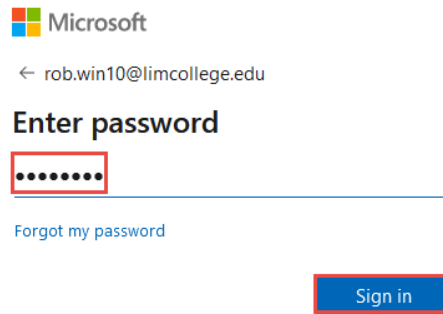 Microsoft
← rob.win10@limcollege.edu
Enter password
••••••••
Forgot my password
Sign in